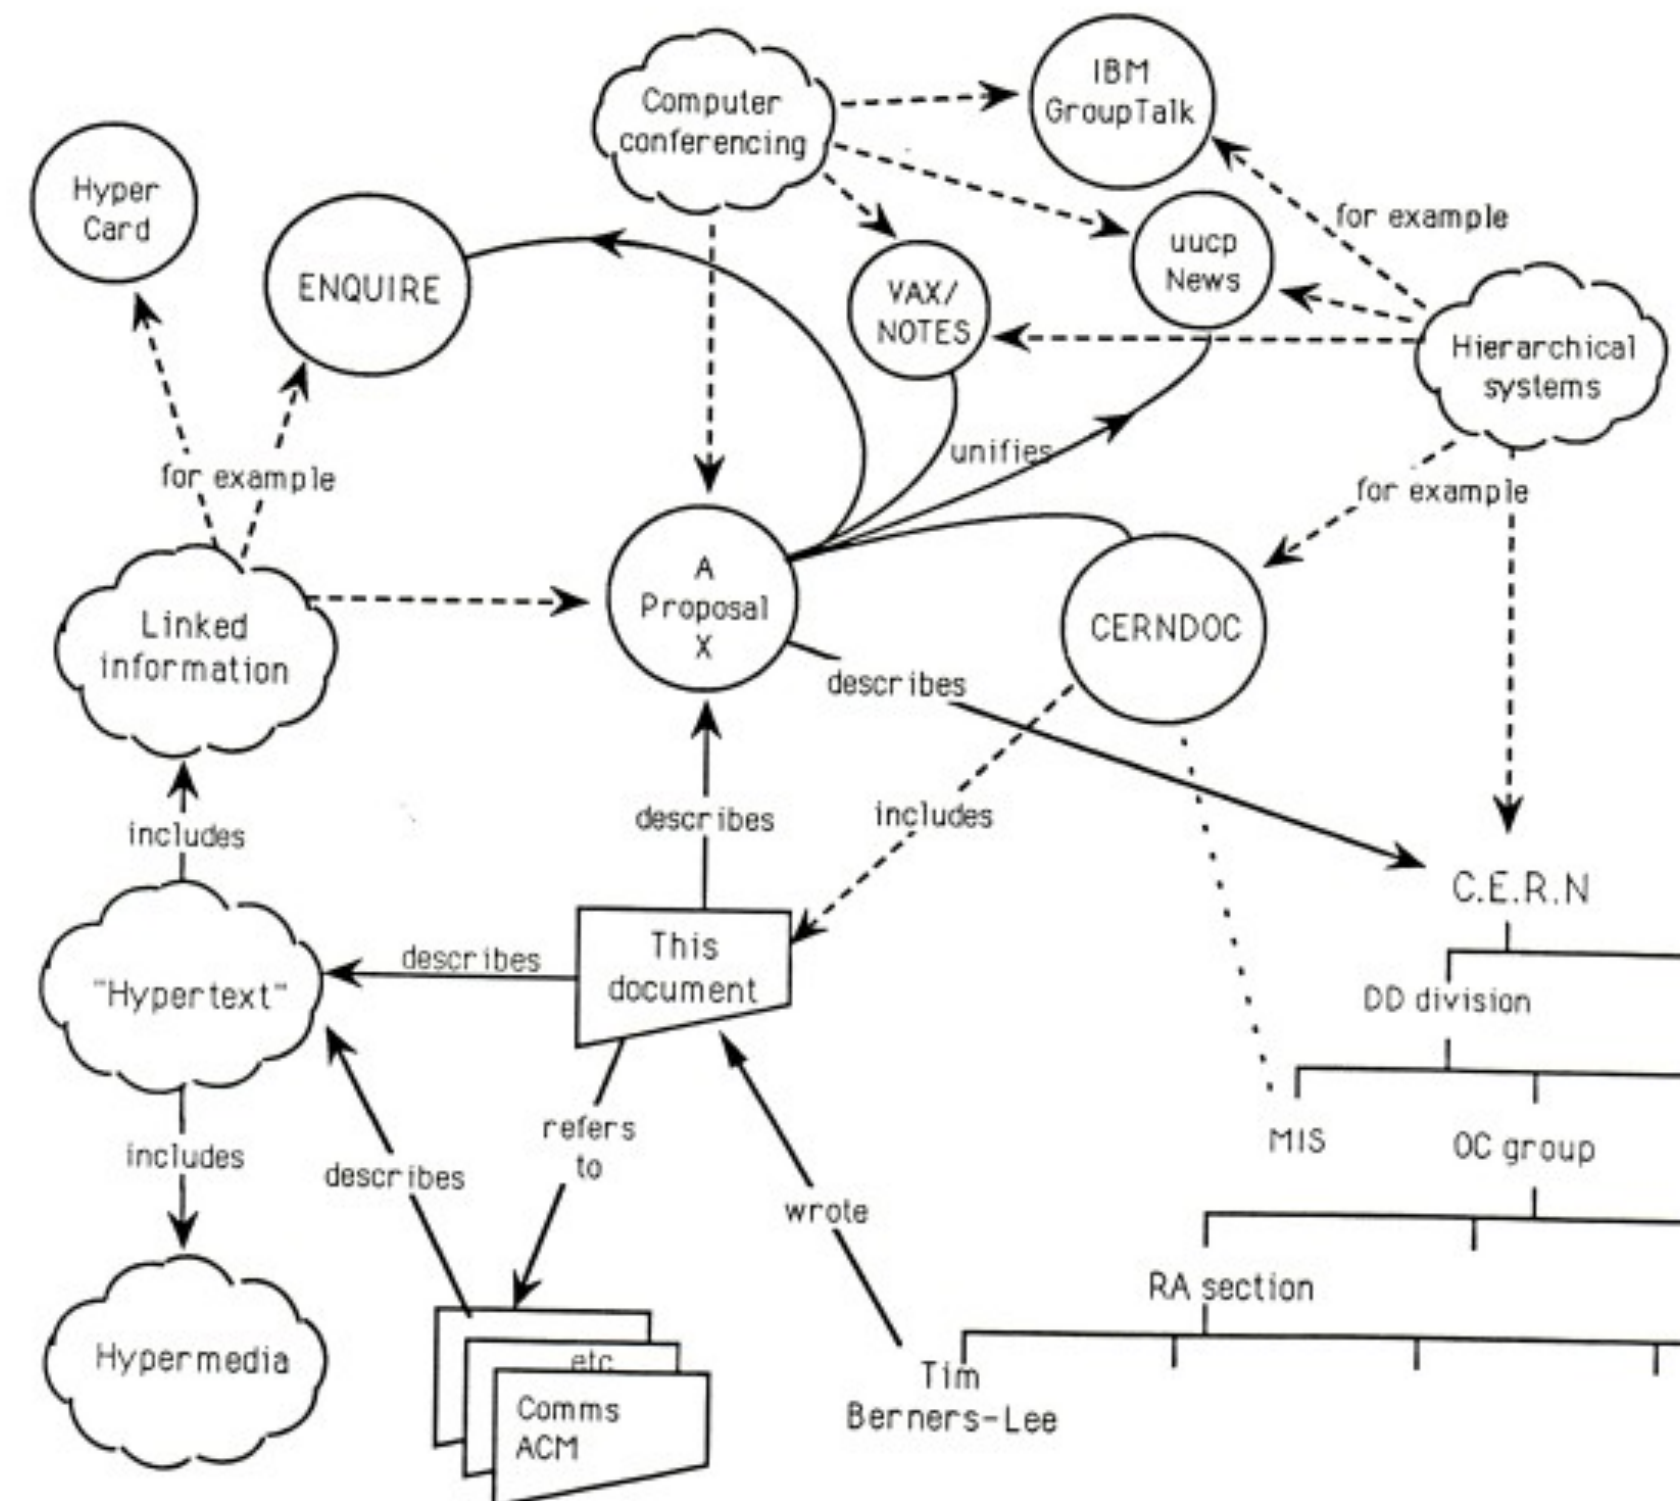 IBM
GroupTalk
Computer
conferencing
Hyper
Card
for example
uucp
News
ENQUIRE
VAX/
NOTES
Hierarchical
systems
unifies
for example
for example
A
Proposal
X
Linked
information
CERNDOC
describes
includes
describes
includes
C.E.R.N
This
document
describes
"Hypertext"
DD division
refers
to
MIS
OC group
includes
describes
wrote
RA section
Hypermedia
etc
Tim
Berners-Lee
Comms
ACM